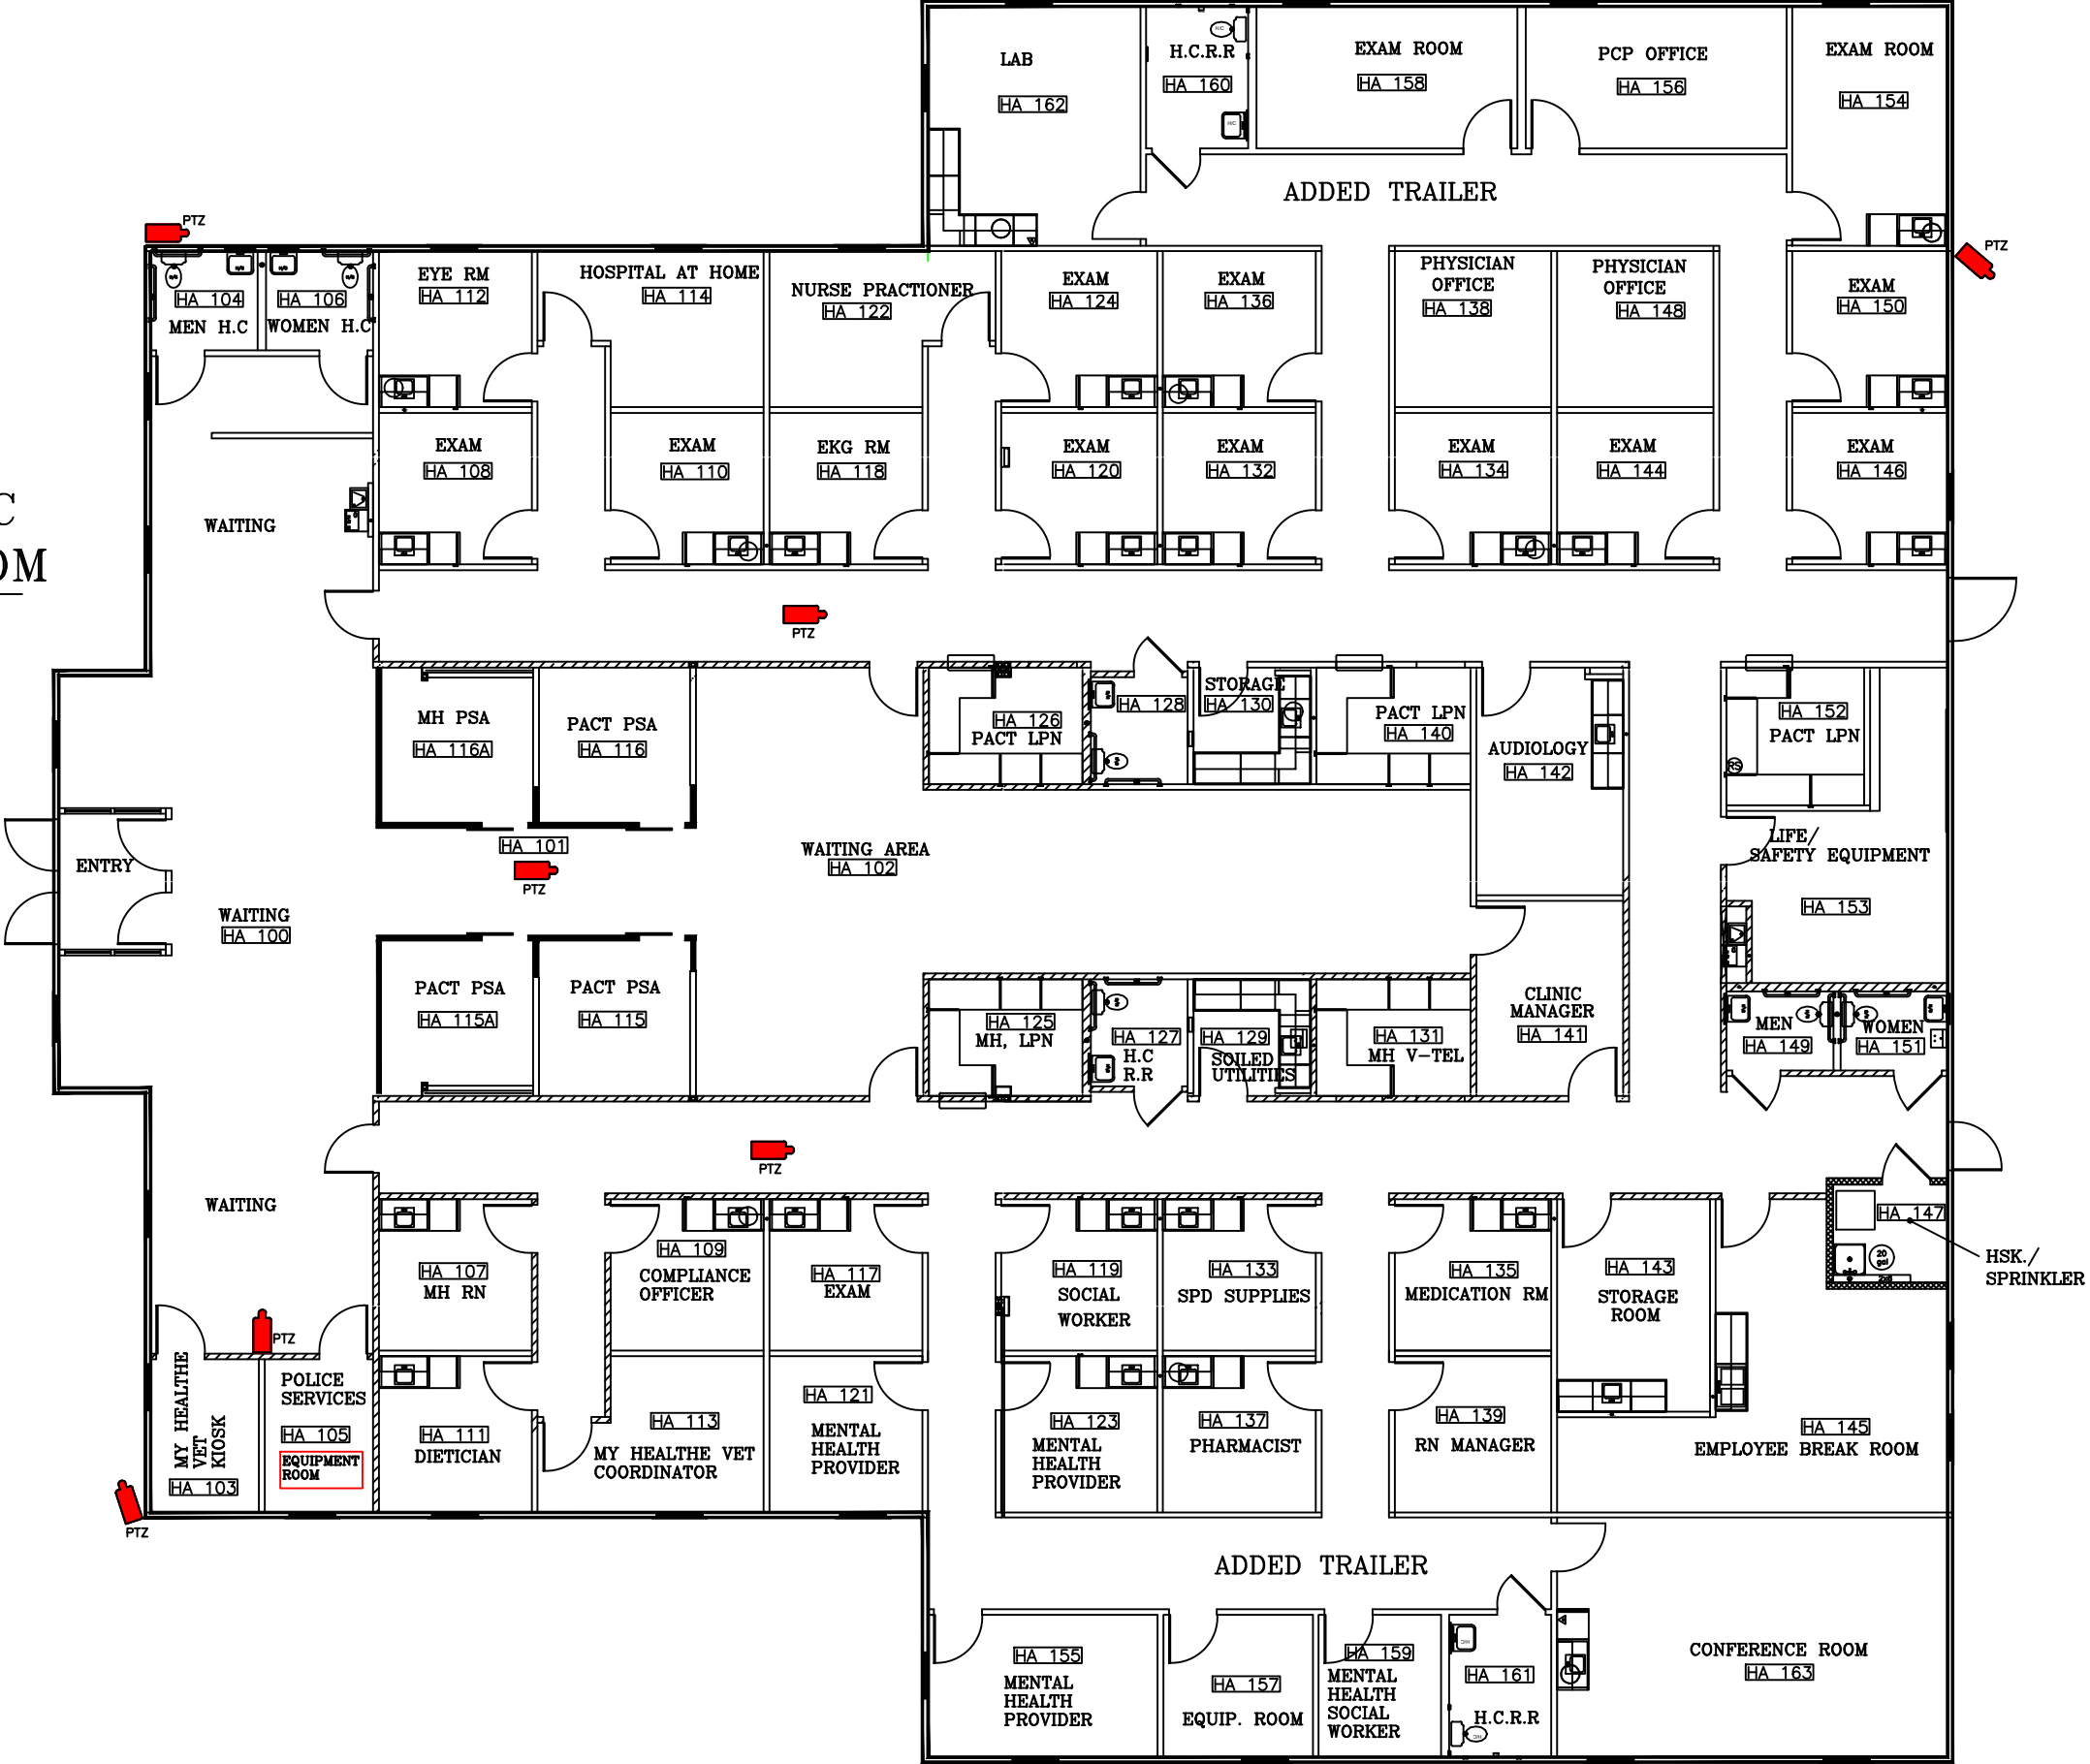 LAB
HA 162
H.C.R.R
HA 160
EXAM ROOM
HA 158
PCP OFFICE
HA 156
EXAM ROOM
HA 154
ADDED TRAILER
PTZ
PTZ
HA 104
MEN H.C
HA 106
WOMEN H.C
EYE RM
HA 112
HOSPITAL AT HOME
HA 114
NURSE PRACTIONER
HA 122
EXAM
HA 124
EXAM
HA 136
PHYSICIAN
OFFICE
HA 138
PHYSICIAN
OFFICE
HA 148
EXAM
HA 150
EXAM
HA 108
EXAM
HA 110
EKG RM
HA 118
EXAM
HA 120
EXAM
HA 132
EXAM
HA 134
EXAM
HA 144
EXAM
HA 146
C
OM
WAITING
PTZ
MH PSA
HA 116A
PACT PSA
HA 116
HA 126
PACT LPN
HA 128
STORAGE
HA 130
PACT LPN
HA 140
AUDIOLOGY
HA 142
HA 152
PACT LPN
RS
HA 101
PTZ
WAITING AREA
HA 102
ENTRY
LIFE/
SAFETY EQUIPMENT
HA 153
WAITING
HA 100
PACT PSA
HA 115A
PACT PSA
HA 115
HA 125
MH, LPN
HA 127
H.C
R.R
HA 129
SOILED
UTILITIES
HA 131
MH V-TEL
CLINIC
MANAGER
HA 141
MEN
HA 149
WOMEN
HA 151
PTZ
WAITING
HA 107
MH RN
HA 109
COMPLIANCE
OFFICER
HA 117
EXAM
HA 119
SOCIAL
WORKER
HA 133
SPD SUPPLIES
HA 135
MEDICATION RM
HA 143
STORAGE
ROOM
HA 147
20
gal
HSK./
SPRINKLER
PTZ
MY HEALTHE
VET
KIOSK
HA 103
POLICE
SERVICES
HA 105
EQUIPMENT
ROOM
HA 111
DIETICIAN
HA 113
MY HEALTHE VET
COORDINATOR
HA 121
MENTAL
HEALTH
PROVIDER
HA 123
MENTAL
HEALTH
PROVIDER
HA 137
PHARMACIST
HA 139
RN MANAGER
HA 145
EMPLOYEE BREAK ROOM
PTZ
ADDED TRAILER
HA 155
MENTAL
HEALTH
PROVIDER
HA 157
EQUIP. ROOM
HA 159
MENTAL
HEALTH
SOCIAL
WORKER
HA 161
H.C.R.R
CONFERENCE ROOM
HA 163